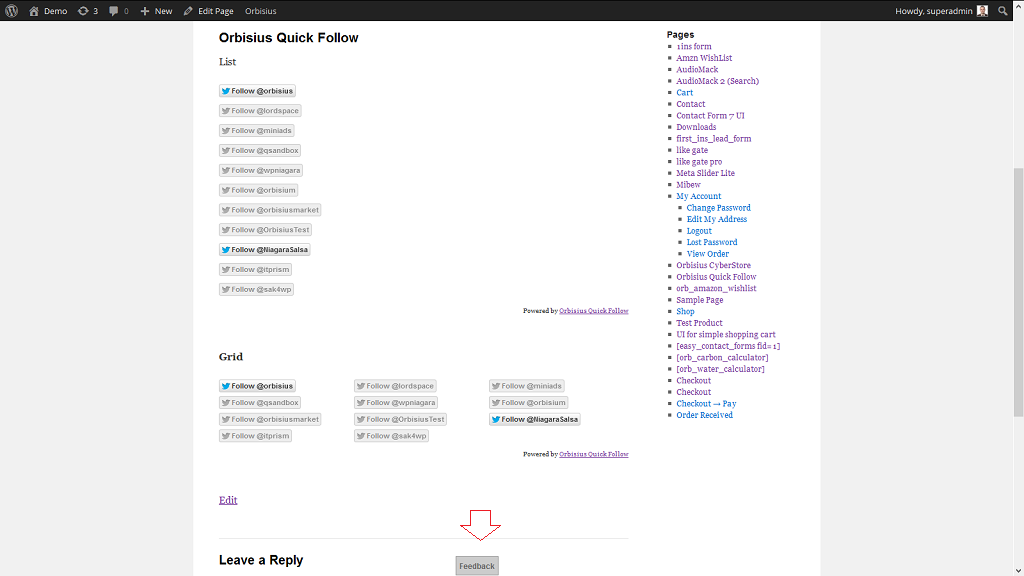 Demo 3 0 New Edit Page Orbisius Howdy, superadmin
Orbisius Quick Follow
List
Follow @orbisius
Follow @lordspace
Follow @miniads
Follow @qsandbox
Follow @wpniagara
Follow @orbisium
Follow @orbisiusmarket
Follow @OrbisiusTest
Follow @NiagaraSalsa
Follow @itprism
Follow @sak4wp
Powered by Orbisius Quick Follow
Grid
Follow @orbisius Follow @lordspace Follow @miniads
Follow @qsandbox Follow @wpniagara Follow @orbisium
Follow @orbisiusmarket Follow @OrbisiusTest Follow @NiagaraSalsa
Follow @itprism Follow @sak4wp
Powered by Orbisius Quick Follow
Edit
Leave a Reply
Feedback
Pages
1ins form
Amzn WishList
AudioMack
AudioMack 2 (Search)
Cart
Contact
Contact Form 7 UI
Downloads
first_ins_lead_form
like gate
like gate pro
Meta Slider Lite
Mibew
My Account
Change Password
Edit My Address
Logout
Lost Password
View Order
Orbisius CyberStore
Orbisius Quick Follow
orb_amazon_wishlist
Sample Page
Shop
Test Product
UI for simple shopping cart
[easy_contact_forms fid=1]
[orb_carbon_calculator]
[orb_water_calculator]
Checkout
Checkout
Checkout → Pay
Order Received